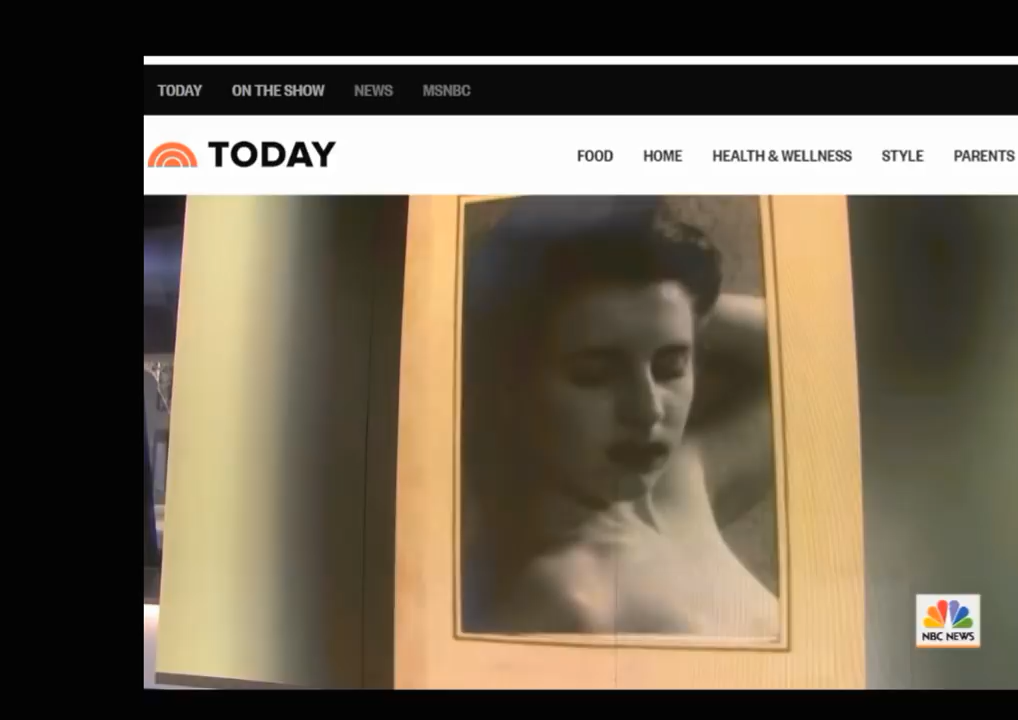 TODAY ON THE SHOW NEWS MSNBC
TODAY FOOD HOME HEALTH & WELLNESS STYLE PARENTS
NBC NEWS